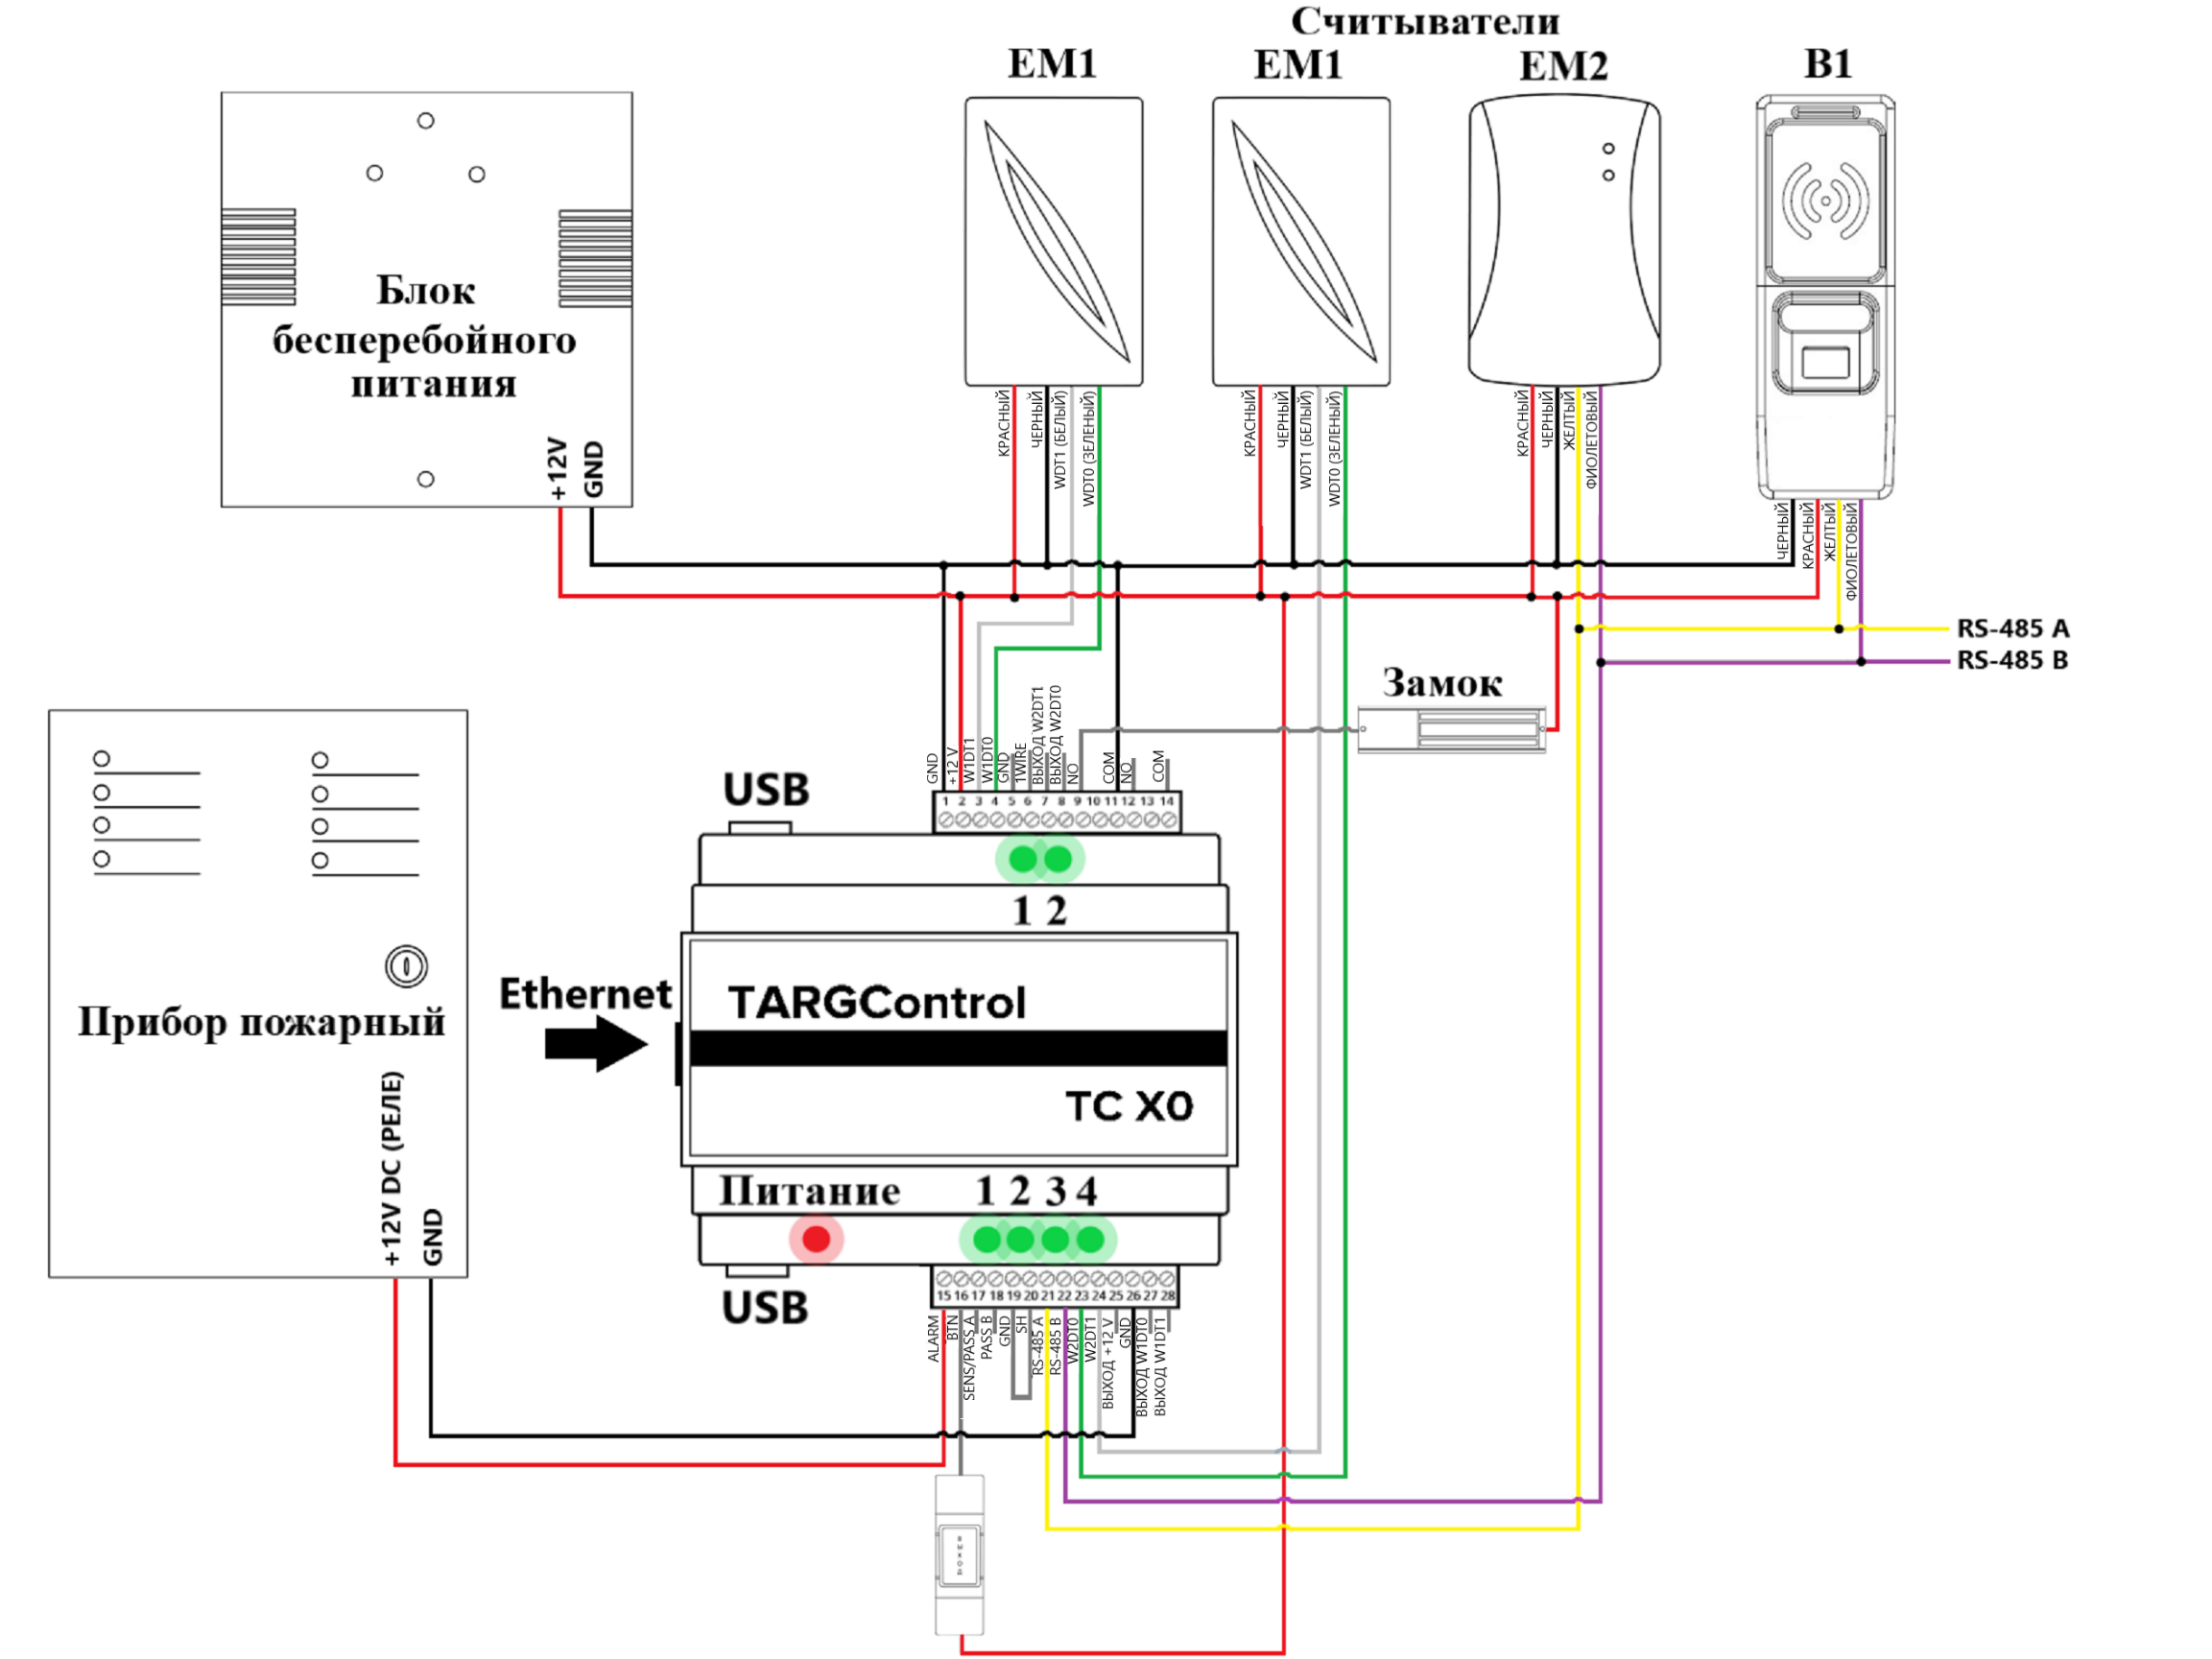 Считыватели
EM1
EM1
EM2
B1
Блок
бесперебойного
питания
+12V
GND
КРАСНЫЙ
ЧЕРНЫЙ
WDT1 (БЕЛЫЙ)
WDT0 (ЗЕЛЕНЫЙ)
КРАСНЫЙ
ЧЕРНЫЙ
WDT1 (БЕЛЫЙ)
WDT0 (ЗЕЛЕНЫЙ)
КРАСНЫЙ
ЧЕРНЫЙ
ЖЕЛТЫЙ
ФИОЛЕТОВЫЙ
ЧЕРНЫЙ
КРАСНЫЙ
ЖЕЛТЫЙ
ФИОЛЕТОВЫЙ
RS-485 A
RS-485 B
Замок
GND
+12 V
W1DT1
W1DT0
GND
1WIRE
ВЫХОД W2DT1
ВЫХОД W2DT0
NO
COM
NO
COM
USB
1 2 3 4 5 6 7 8 9 10 11 12 13 14
1 2
Ethernet
TARGControl
TC X0
Прибор пожарный
+12V DC (РЕЛЕ)
GND
Питание
1 2 3 4
USB
15 16 17 18 19 20 21 22 23 24 25 26 27 28
ALARM
BTN
SENS/PASS A
PASS B
GND
SH
RS-485 A
RS-485 B
W2DT0
W2DT1
ВЫХОД +12 V
GND
ВЫХОД W1DT0
ВЫХОД W1DT1
ВЫХОД